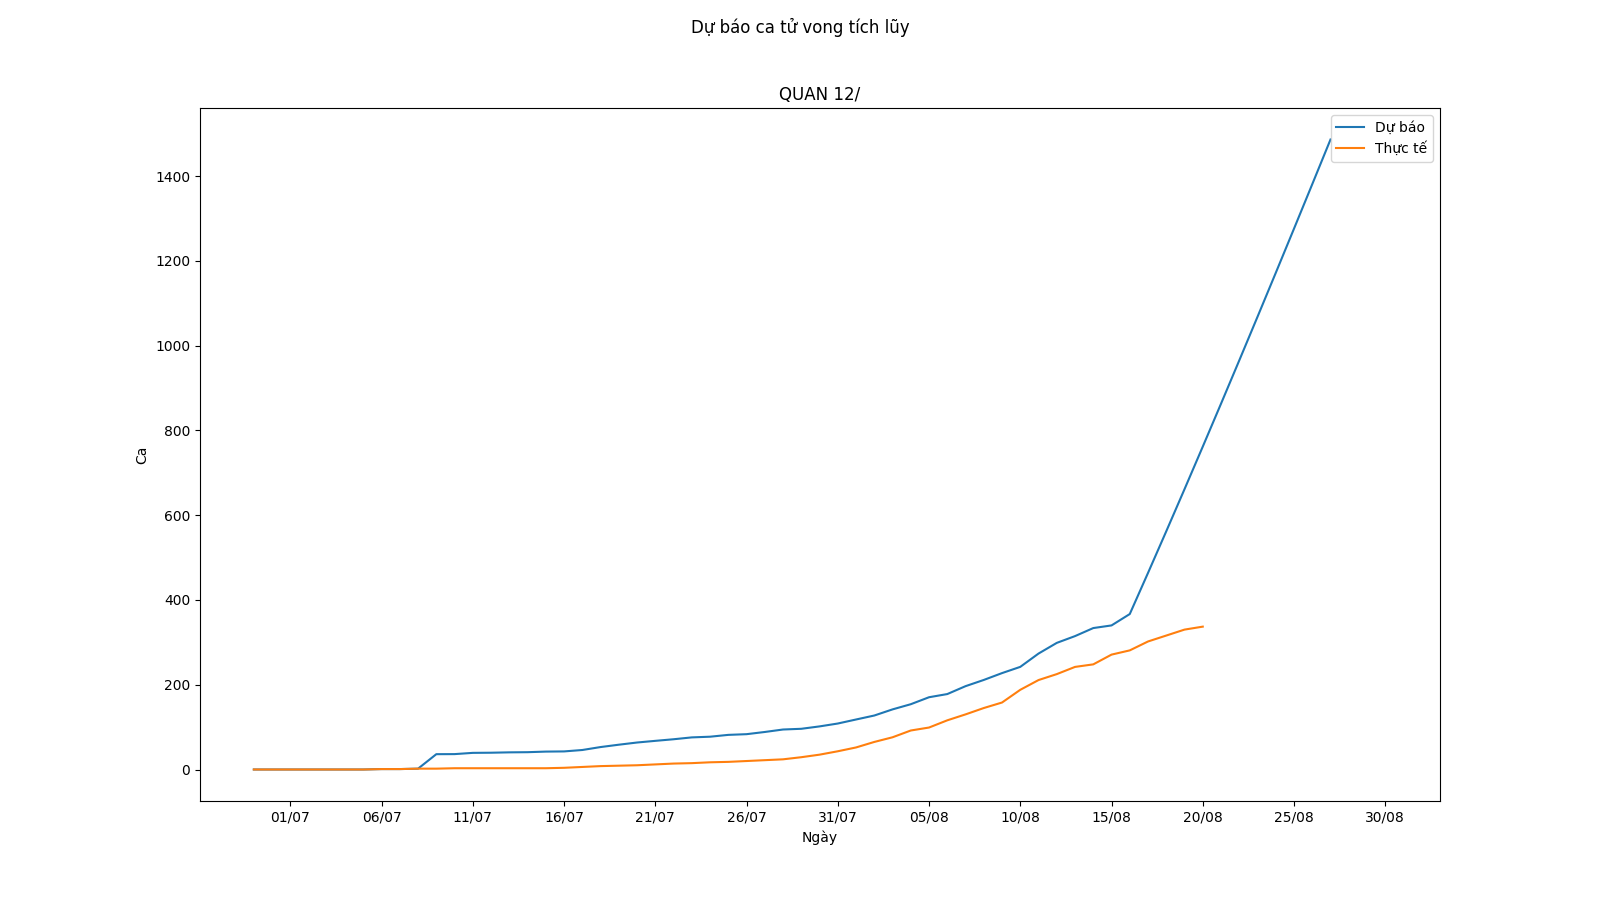 Dự báo ca tử vong tích lũy
QUAN 12/
Dự báo
Thực tế
1400
1200
1000
800
600
400
200
0
Ca
01/07 06/07 11/07 16/07 21/07 26/07 31/07 05/08 10/08 15/08 20/08 25/08 30/08
Ngày